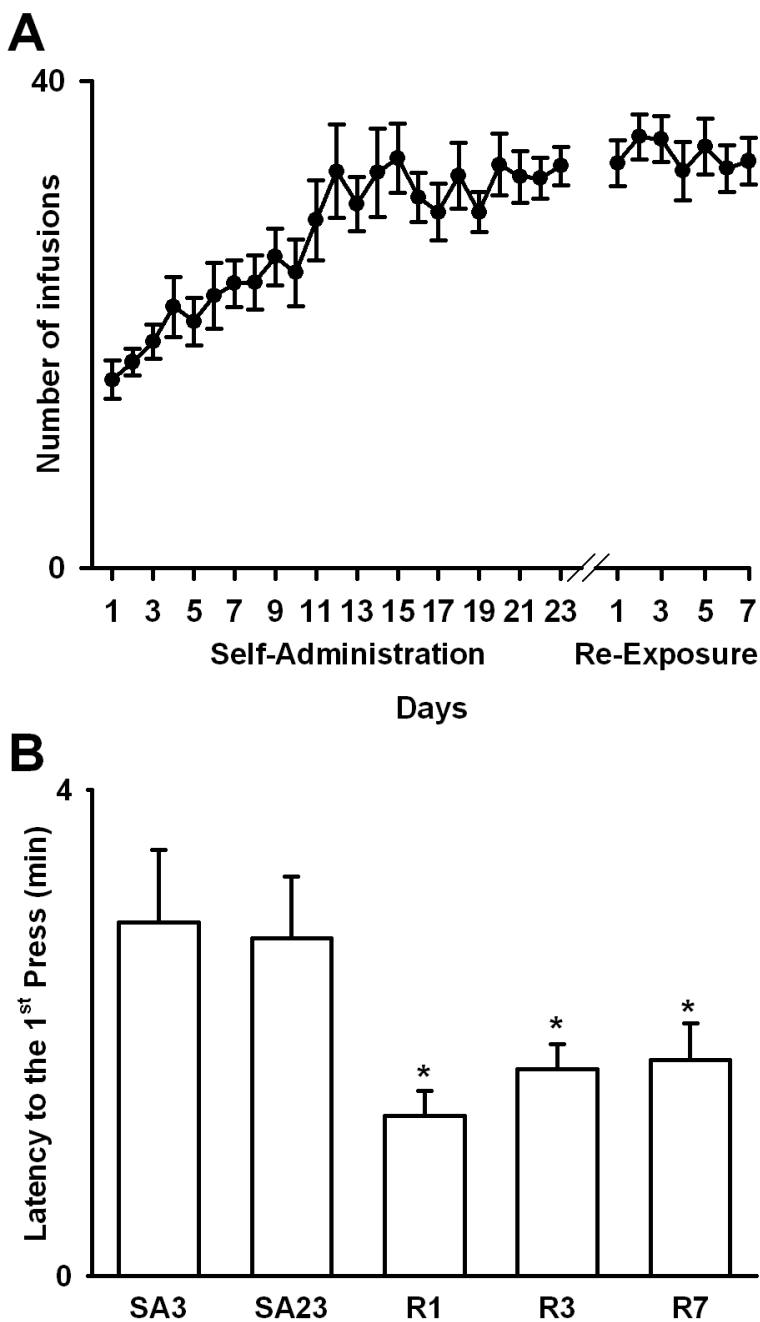 A
40
Number of infusions
0
1 3 5 7 9 11 13 15 17 19 21 23 1 3 5 7
Self-Administration Re-Exposure
Days
B
4
Latency to the 1st Press (min)
* * *
0
SA3 SA23 R1 R3 R7